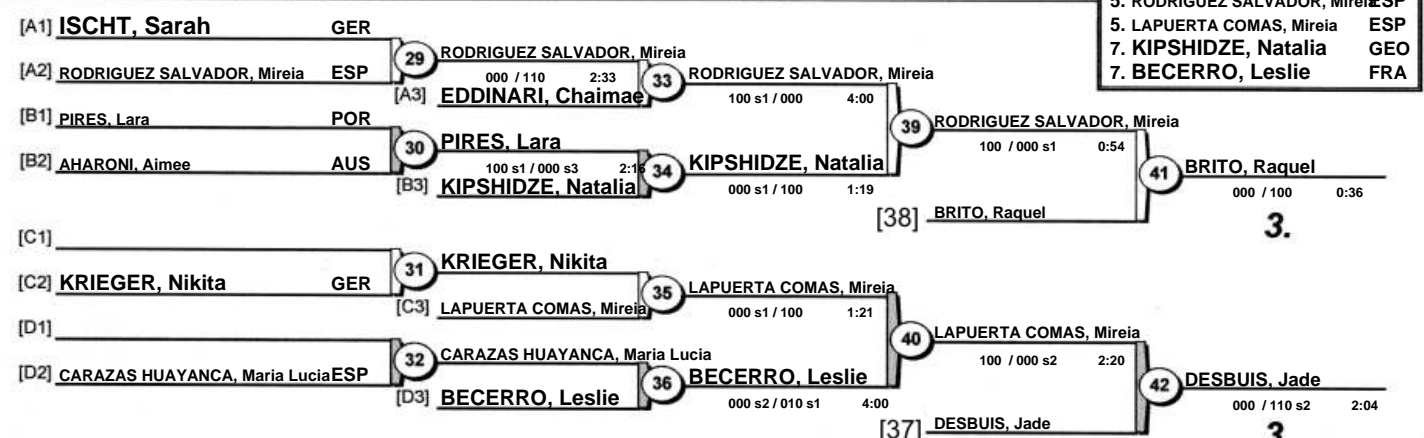 5. RODRIGUEZ SALVADOR, Mireia ESP
5. LAPUERTA COMAS, Mireia ESP
7. KIPSHIDZE, Natalia GEO
7. BECERRO, Leslie FRA
[A1] ISCHT, Sarah GER
29
[A2] RODRIGUEZ SALVADOR, Mireia ESP
RODRIGUEZ SALVADOR, Mireia
000 / 110 2:33
[A3] EDDINARI, Chaimae
33
RODRIGUEZ SALVADOR, Mireia
100 s1 / 000 4:00
[B1] PIRES, Lara POR
30
[B2] AHARONI, Aimee AUS
PIRES, Lara
100 s1 / 000 s3 2:16
[B3] KIPSHIDZE, Natalia
34
KIPSHIDZE, Natalia
000 s1 / 100 1:19
39
RODRIGUEZ SALVADOR, Mireia
100 / 000 s1 0:54
[38] BRITO, Raquel
41
BRITO, Raquel
000 / 100 0:36
3.
[C1]
31
[C2] KRIEGER, Nikita GER
KRIEGER, Nikita
[C3] LAPUERTA COMAS, Mireia
35
LAPUERTA COMAS, Mireia
000 s1 / 100 1:21
[D1]
32
[D2] CARAZAS HUAYANCA, Maria Lucia ESP
CARAZAS HUAYANCA, Maria Lucia
[D3] BECERRO, Leslie
36
BECERRO, Leslie
000 s2 / 010 s1 4:00
40
LAPUERTA COMAS, Mireia
100 / 000 s2 2:20
[37] DESBUIS, Jade
42
DESBUIS, Jade
000 / 110 s2 2:04
3.